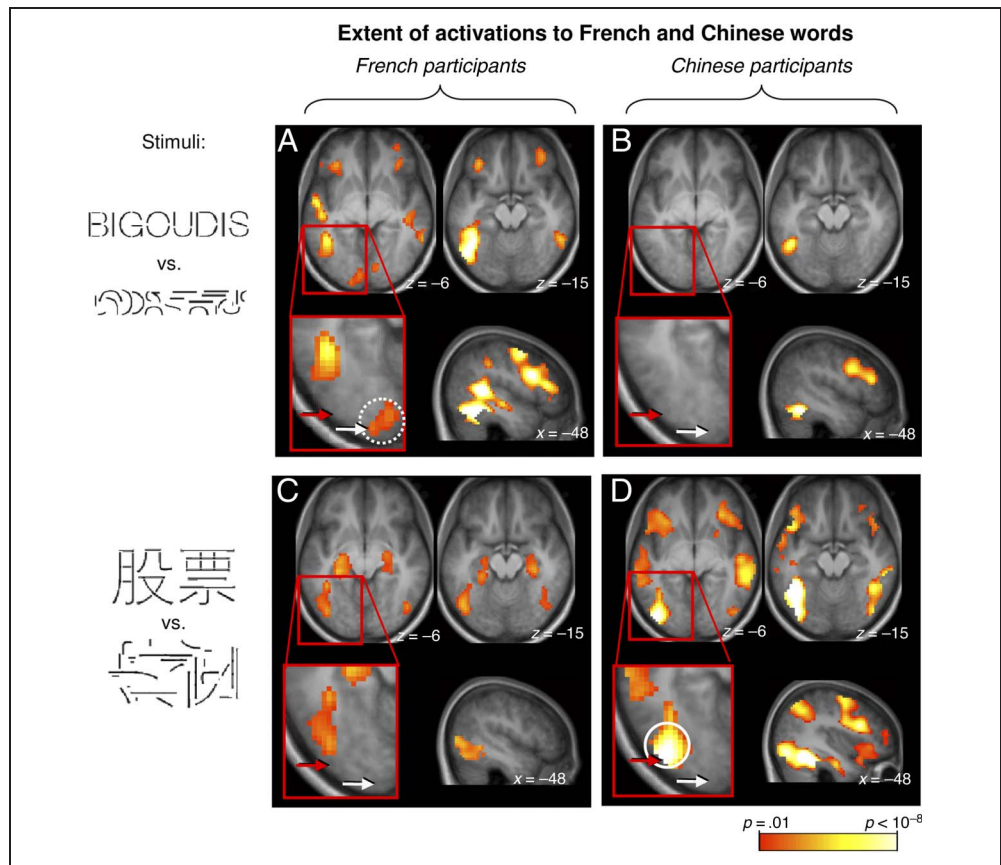 Extent of activations to French and Chinese words
French participants
Chinese participants
Stimuli:
BIGOUDIS
vs.
A
z = −6
z = −15
x = −48
B
z = −6
z = −15
x = −48
股票
vs.
C
z = −6
z = −15
x = −48
D
z = −6
z = −15
x = −48
p = .01
p < 10⁻⁸